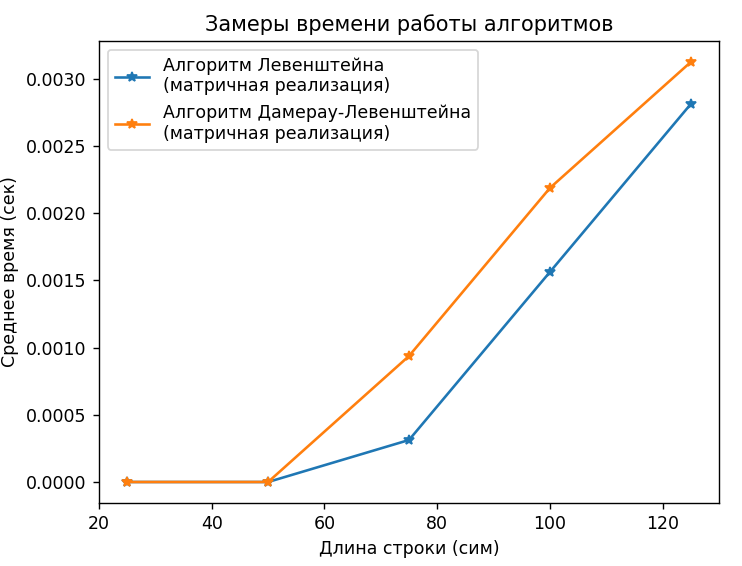 Замеры времени работы алгоритмов
Алгоритм Левенштейна
(матричная реализация)
Алгоритм Дамерау-Левенштейна
(матричная реализация)
Среднее время (сек)
0.0030
0.0025
0.0020
0.0015
0.0010
0.0005
0.0000
20 40 60 80 100 120
Длина строки (сим)